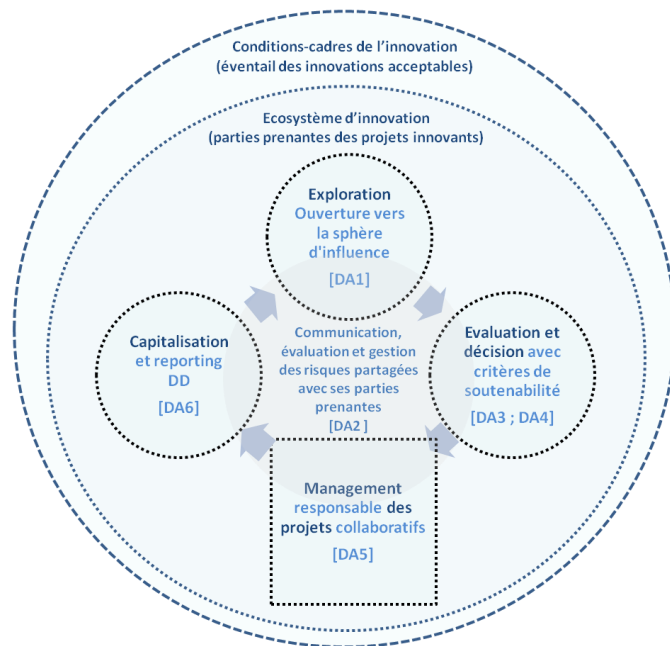 Conditions-cadres de l'innovation
(éventail des innovations acceptables)
Ecosystème d'innovation
(parties prenantes des projets innovants)
Exploration
Ouverture vers
la sphère
d'influence
[DA1]
Capitalisation
et reporting
DD
[DA6]
Communication,
évaluation et gestion
des risques partagées
avec ses parties
prenantes
[DA2 ]
Evaluation et
décision avec
critères de
soutenabilité
[DA3 ; DA4]
Management
responsable des
projets collaboratifs
[DA5]